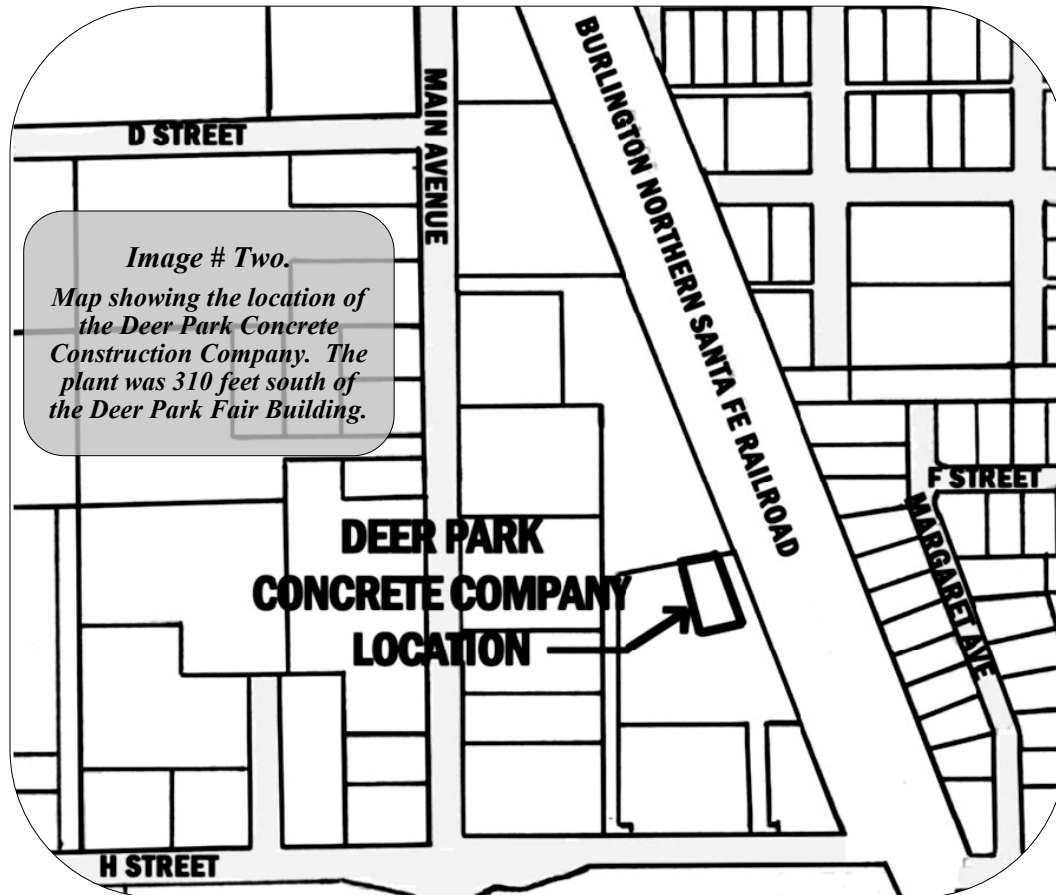 BURLINGTON NORTHERN SANTA FE RAILROAD
MAIN AVENUE
D STREET
Image # Two.
Map showing the location of
the Deer Park Concrete
Construction Company. The
plant was 310 feet south of
the Deer Park Fair Building.
F STREET
MARGARET AVE
DEER PARK
CONCRETE COMPANY
LOCATION
H STREET